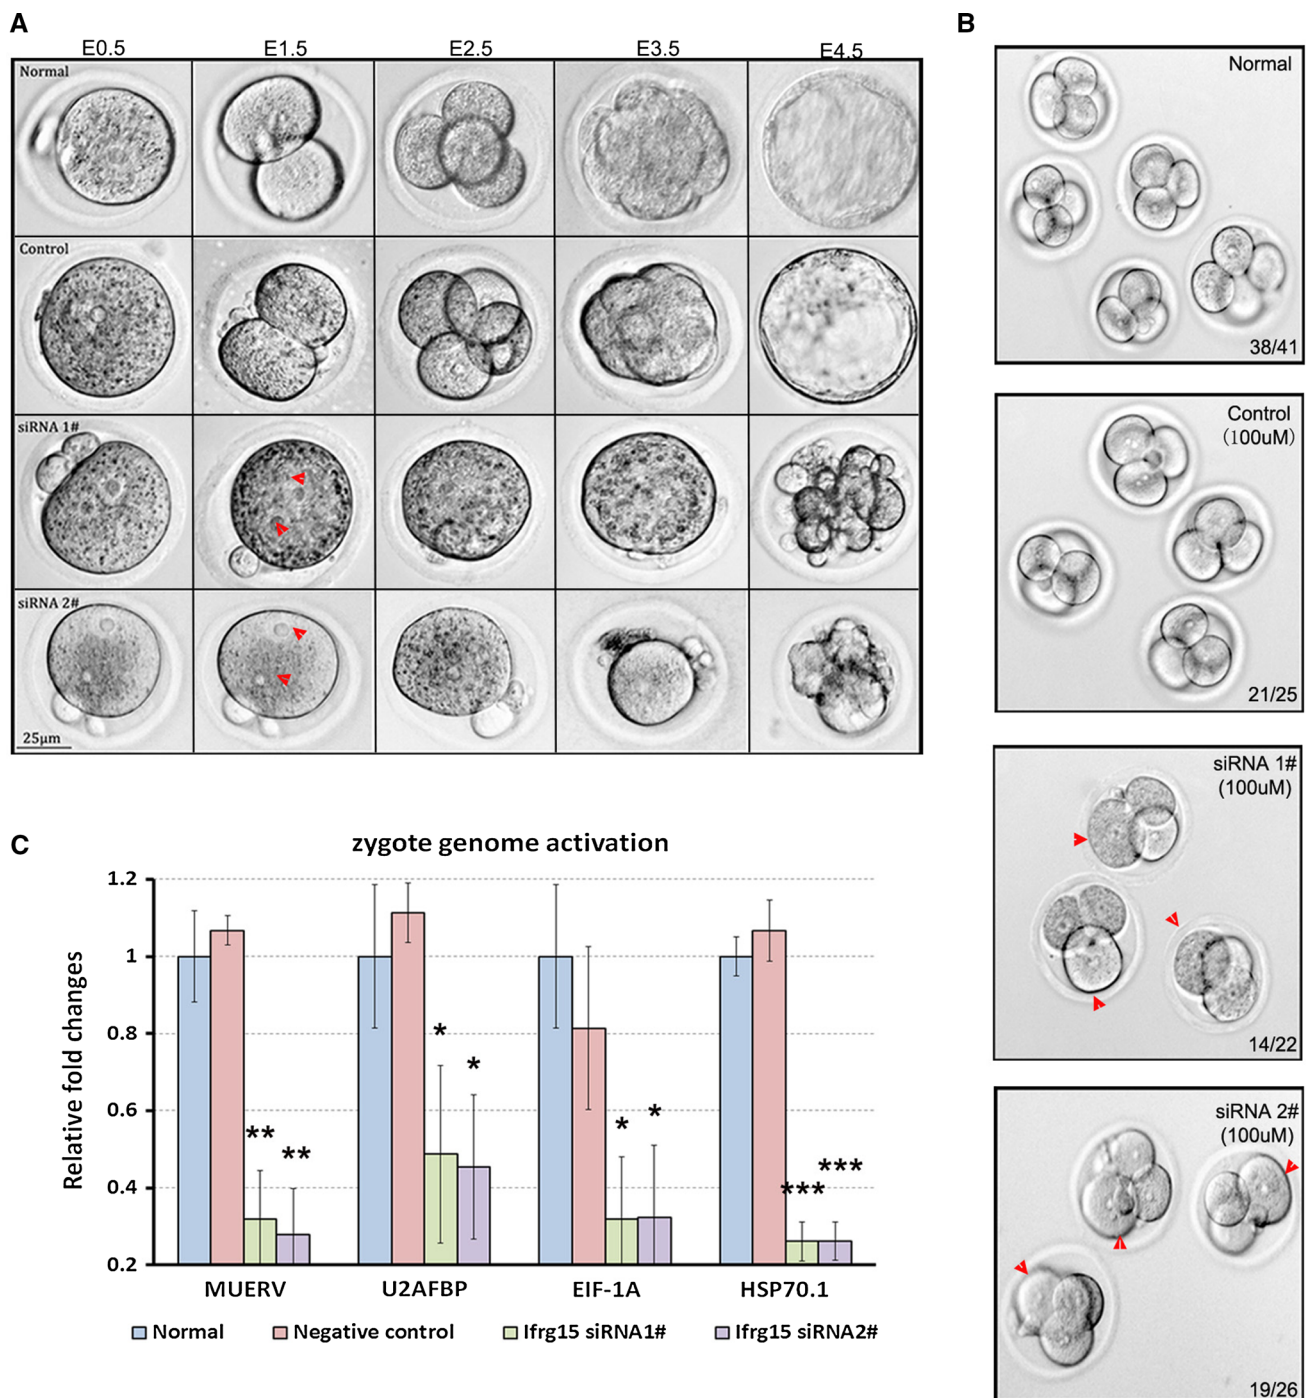 A
E0.5 E1.5 E2.5 E3.5 E4.5
Normal
Control
siRNA 1#
siRNA 2#
25μm
B
Normal
38/41
Control
(100uM)
21/25
siRNA 1#
(100uM)
14/22
siRNA 2#
(100uM)
19/26
C
zygote genome activation
Relative fold changes
1.2
1
0.8
0.6
0.4
0.2
** ** * * * * *** ***
MUERV U2AFBP EIF-1A HSP70.1
Normal Negative control Ifrg15 siRNA1# Ifrg15 siRNA2#